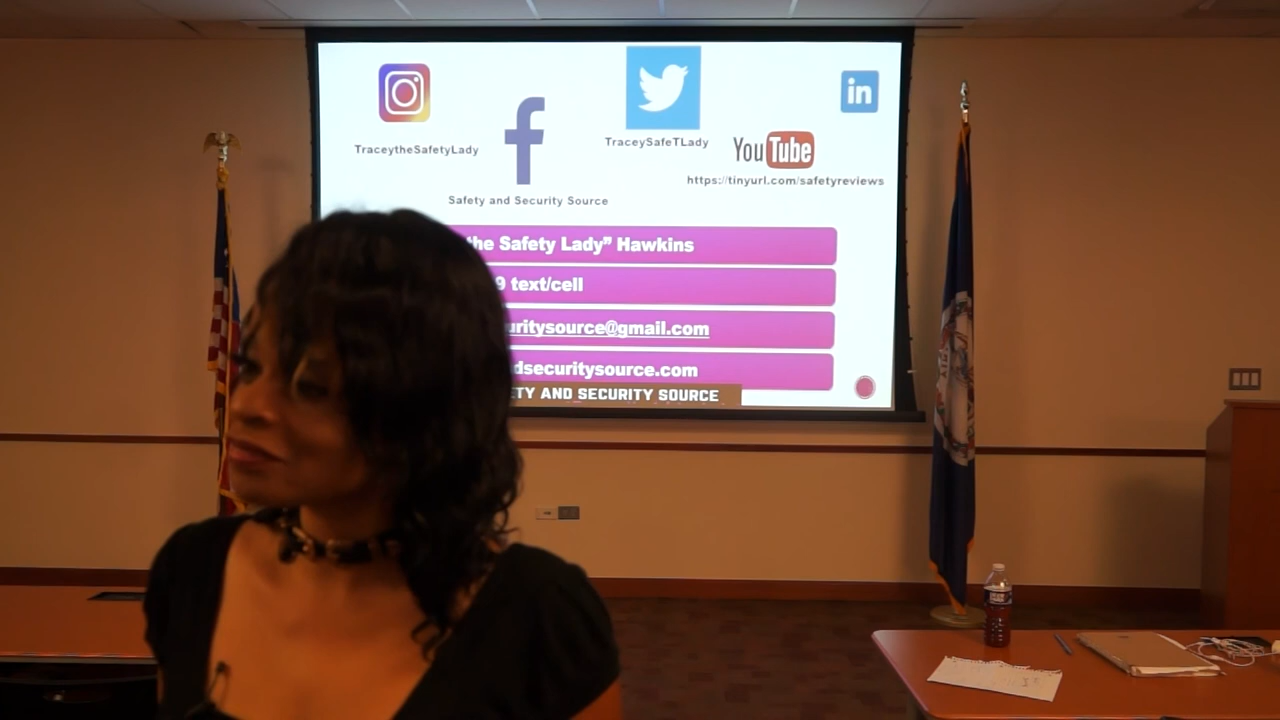 in
TraceytheSafetyLady
TraceySafeTLady
YouTube
https://tinyurl.com/safetyreviews
Safety and Security Source
the Safety Lady” Hawkins
9 text/cell
uritysource@gmail.com
dsecuritysource.com
ETY AND SECURITY SOURCE